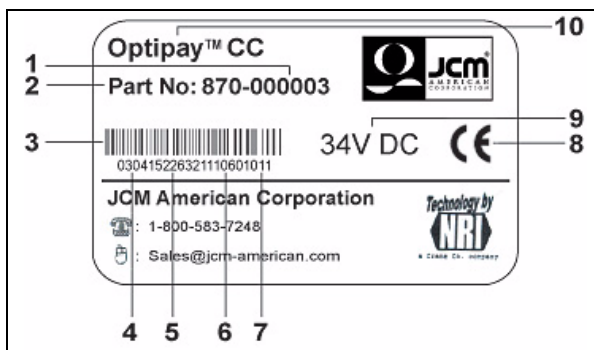 10
Optipay™ CC
1
2 Part No: 870-000003
JCM®
AMERICAN
CORPORATION
9
3 34V DC CE 8
03041522632111060101​1
JCM American Corporation
: 1-800-583-7248
: Sales@jcm-american.com
Technology by
NRI
a Crane Co. company
4 5 6 7